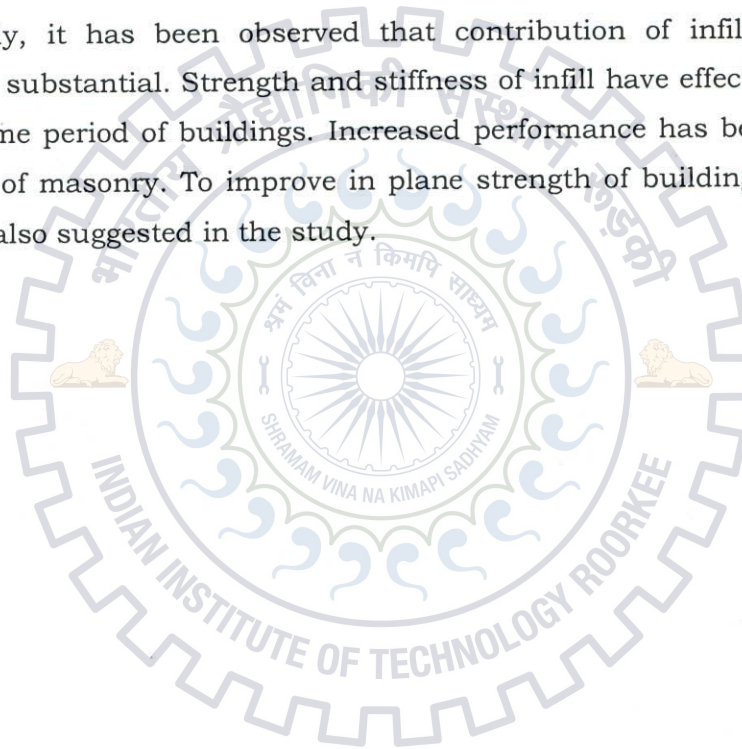 y, it has been observed that contribution of infil
substantial. Strength and stiffness of infill have effec
me period of buildings. Increased performance has be
of masonry. To improve in plane strength of buildin
also suggested in the study.
भारतीय प्रौद्योगिकी संस्थान रुड़की
श्रमं विना न किमपि साध्यम्
SHRAMAM VINA NA KIMAPI SADHYAM
INDIAN INSTITUTE OF TECHNOLOGY ROORKEE